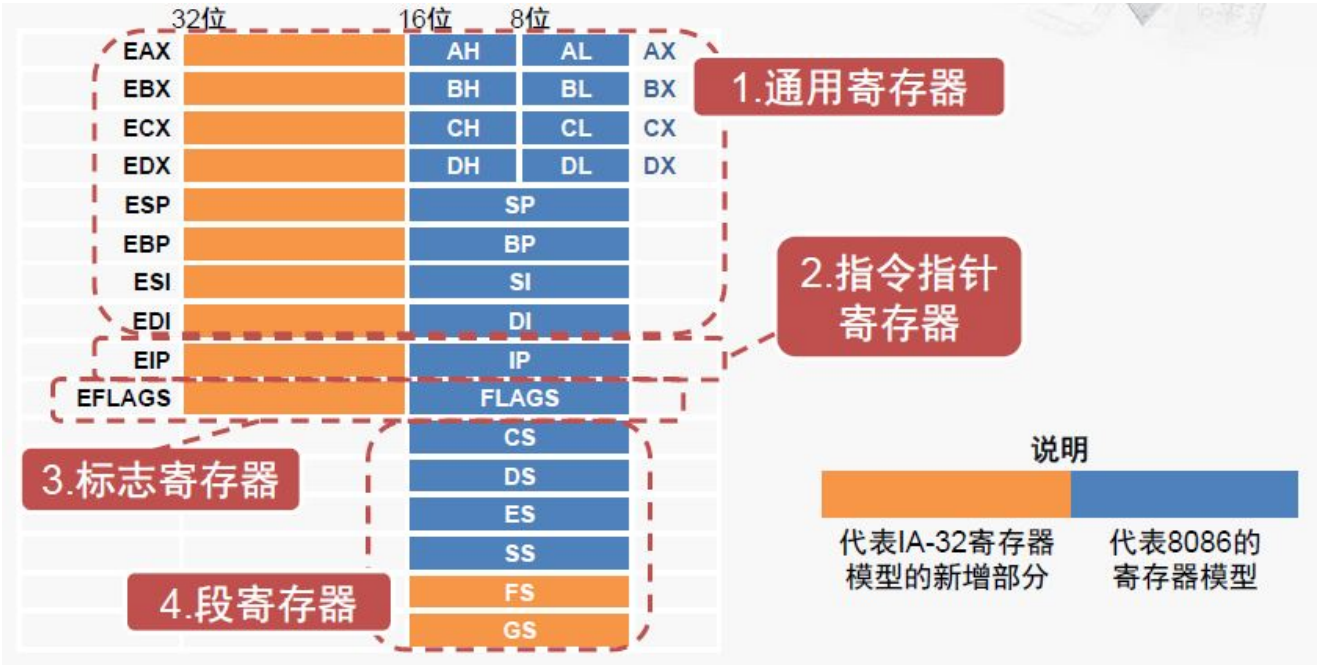 32位 16位 8位
EAX AH AL AX
EBX BH BL BX
ECX CH CL CX
EDX DH DL DX
ESP SP
EBP BP
ESI SI
EDI DI
EIP IP
EFLAGS FLAGS
CS
DS
ES
SS
FS
GS
1.通用寄存器
2.指令指针
寄存器
3.标志寄存器
4.段寄存器
说明
代表IA-32寄存器
模型的新增部分
代表8086的
寄存器模型